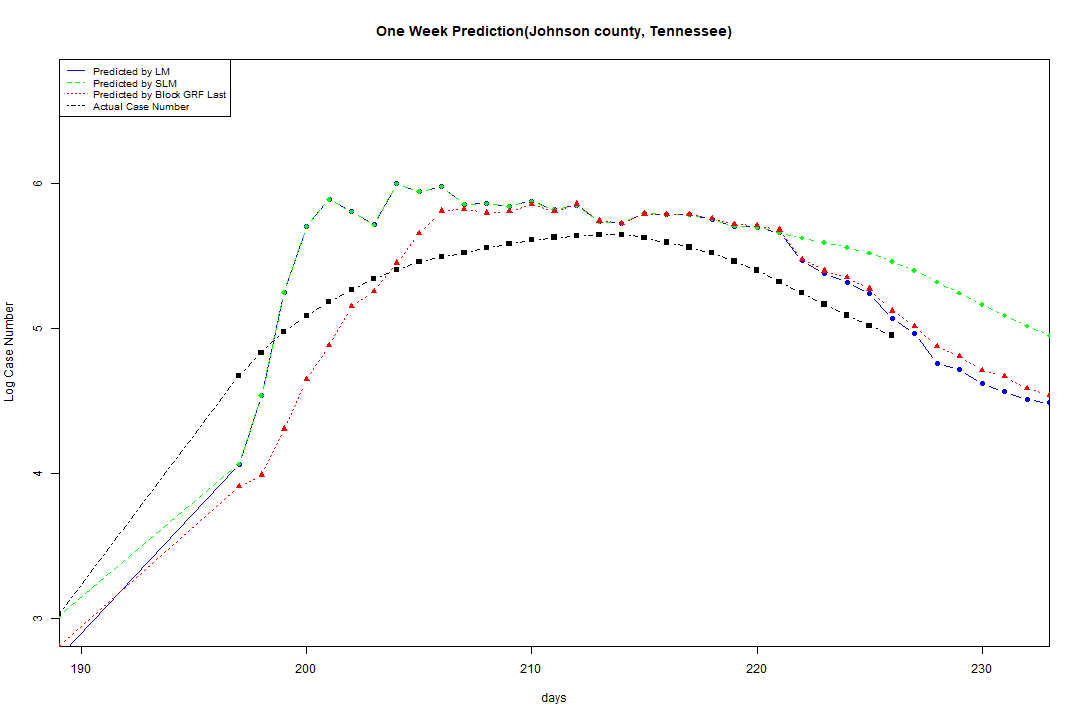 One Week Prediction(Johnson county, Tennessee)
Predicted by LM
Predicted by SLM
Predicted by Block GRF Last
Actual Case Number
Log Case Number
6
5
4
3
190
200
210
220
230
days